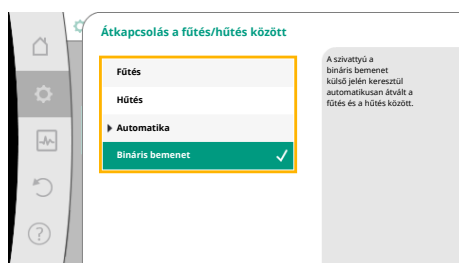 Átkapcsolás a fűtés/hűtés között
Fűtés
Hűtés
Automatika
Bináris bemenet
A szivattyú a
bináris bemenet
külső jelén keresztül
automatikusan átvált a
fűtés és a hűtés között.